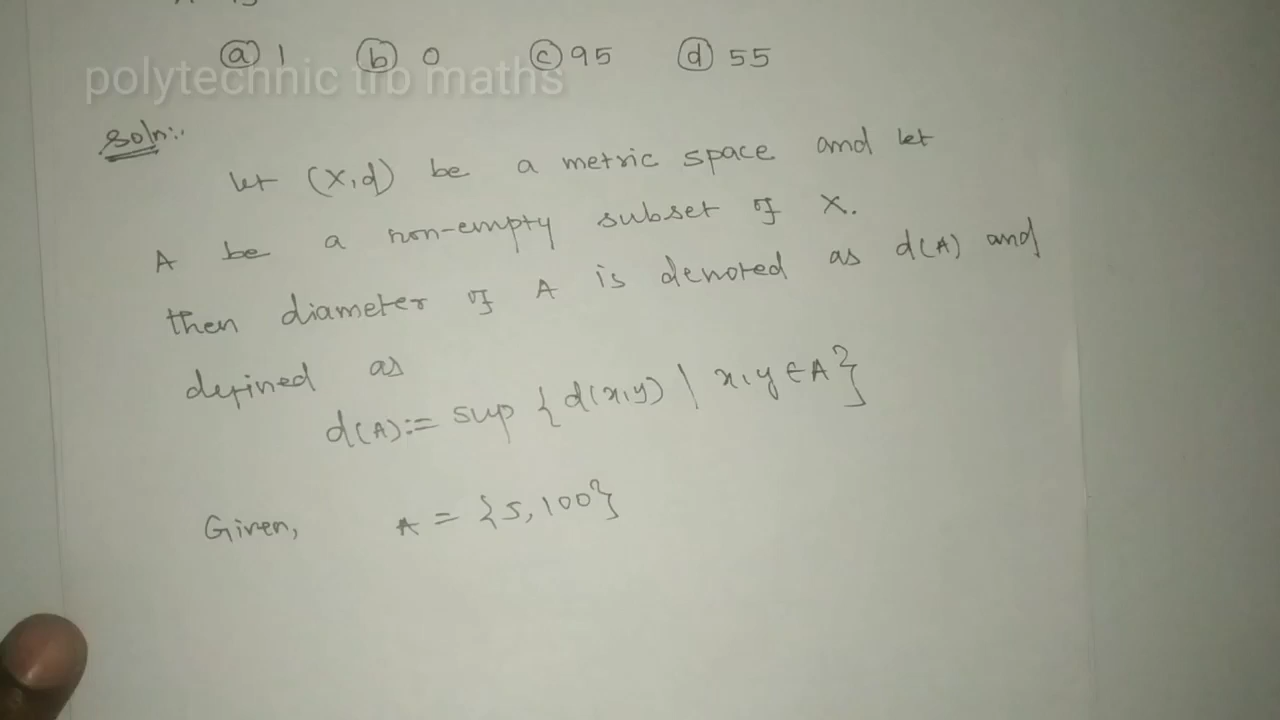 ⓐ 1 ⓑ 0 ⓒ 95 ⓓ 55
polytechnic trb maths
Soln:.
Let (X,d) be a metric space and let
A be a non-empty subset of X.
then diameter of A is denoted as d(A) and
defined as
d(A):= sup { d(x,y) | x,y ∈ A }
Given, A = {5,100}